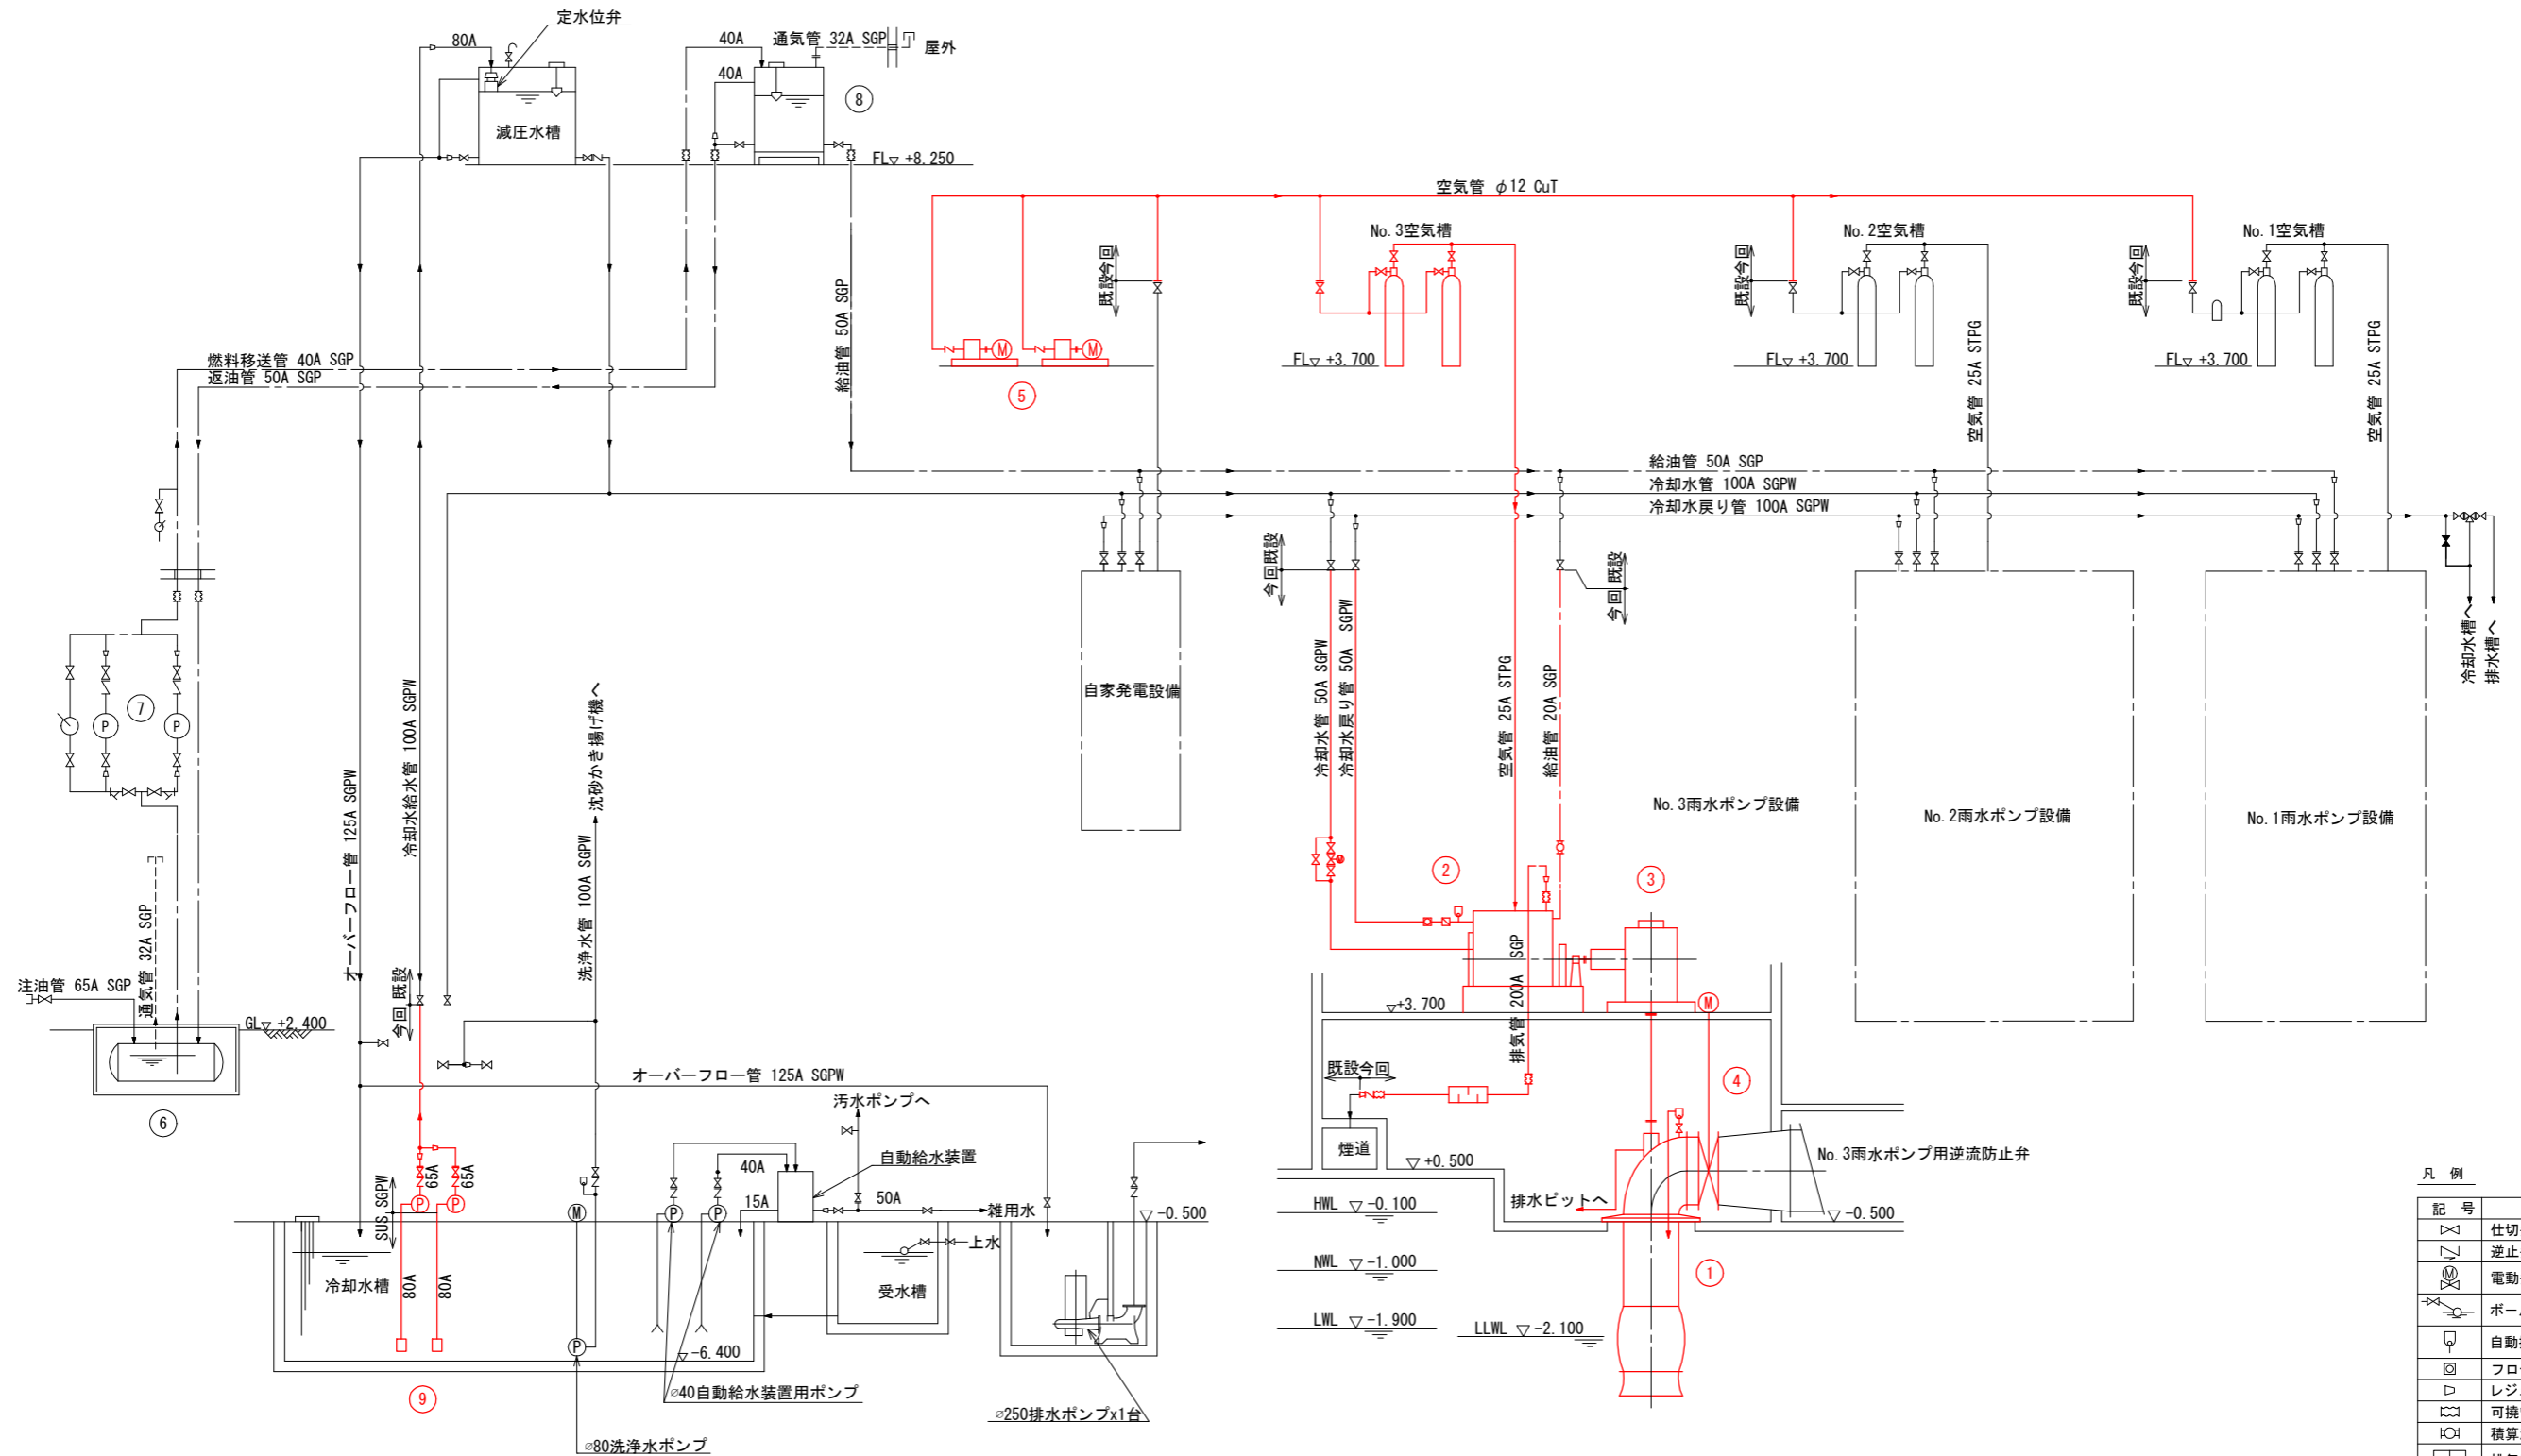 定水位弁
80A
減圧水槽
40A
通気管 32A SGP
屋外
40A
8
FL▽ +8.250
空気管 φ12 CuT
No.3空気槽
No.2空気槽
No.1空気槽
既設今回
既設今回
既設今回
M
M
5
FL▽ +3.700
FL▽ +3.700
FL▽ +3.700
空気管 25A STPG
空気管 25A STPG
給油管 50A SGP
燃料移送管 40A SGP
返油管 50A SGP
給油管 50A SGP
冷却水管 100A SGPW
冷却水戻り管 100A SGPW
今回既設
今回 既設
冷却水槽へ
排水槽へ
7
P
P
オーバーフロー管 125A SGPW
冷却水給水管 100A SGPW
洗浄水管 100A SGPW
沈砂かき揚げ機へ
自家発電設備
冷却水管 50A SGPW
冷却水戻り管 50A SGPW
空気管 25A STPG
給油管 20A SGP
No.3雨水ポンプ設備
No.2雨水ポンプ設備
No.1雨水ポンプ設備
2
3
通気管 32A SGP
注油管 65A SGP
GL▽ +2,400
今回 既設
6
オーバーフロー管 125A SGPW
排気管 200A SGP
▽+3.700
M
既設今回
4
煙道
汚水ポンプへ
自動給水装置
40A
15A
50A
雑用水
上水
65A
65A
P
P
SUS SGPW
M
P
P
▽-0.500
▽+0.500
No.3雨水ポンプ用逆流防止弁
排水ピットへ
▽-0.500
HWL ▽-0.100
NWL ▽-1.000
LWL ▽-1.900
LLWL ▽-2.100
1
冷却水槽
80A
80A
受水槽
P
▽-6.400
9
⌀40自動給水装置用ポンプ
⌀250排水ポンプx1台
⌀80洗浄水ポンプ
凡 例
記 号
仕切
逆止
M
電動
ボー
自動
フロ
レジ
可撓
積算